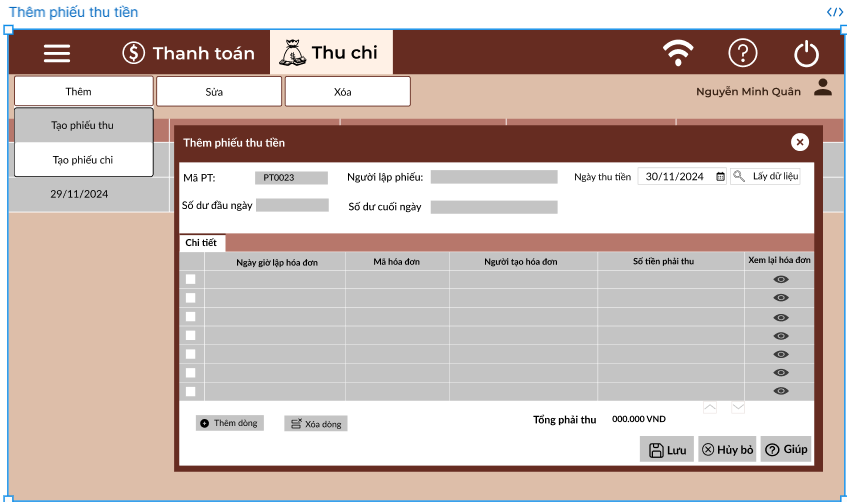 Thêm phiếu thu tiền
</>
Thanh toán
Thu chi
Thêm
Sửa
Xóa
Nguyễn Minh Quân
Tạo phiếu thu
Tạo phiếu chi
29/11/2024
Thêm phiếu thu tiền
Mã PT: PT0023 Người lập phiếu: Ngày thu tiền 30/11/2024 Lấy dữ liệu
Số dư đầu ngày Số dư cuối ngày
Chi tiết
Ngày giờ lập hóa đơn Mã hóa đơn Người tạo hóa đơn Số tiền phải thu Xem lại hóa đơn
Thêm dòng Xóa dòng Tổng phải thu 000.000 VND
Lưu Hủy bỏ Giúp